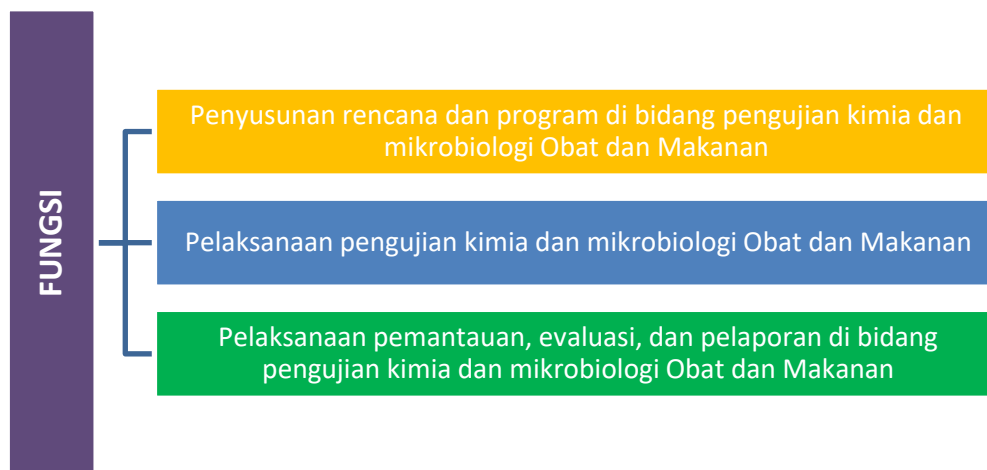 FUNGSI
Penyusunan rencana dan program di bidang pengujian kimia dan
mikrobiologi Obat dan Makanan
Pelaksanaan pengujian kimia dan mikrobiologi Obat dan Makanan
Pelaksanaan pemantauan, evaluasi, dan pelaporan di bidang
pengujian kimia dan mikrobiologi Obat dan Makanan